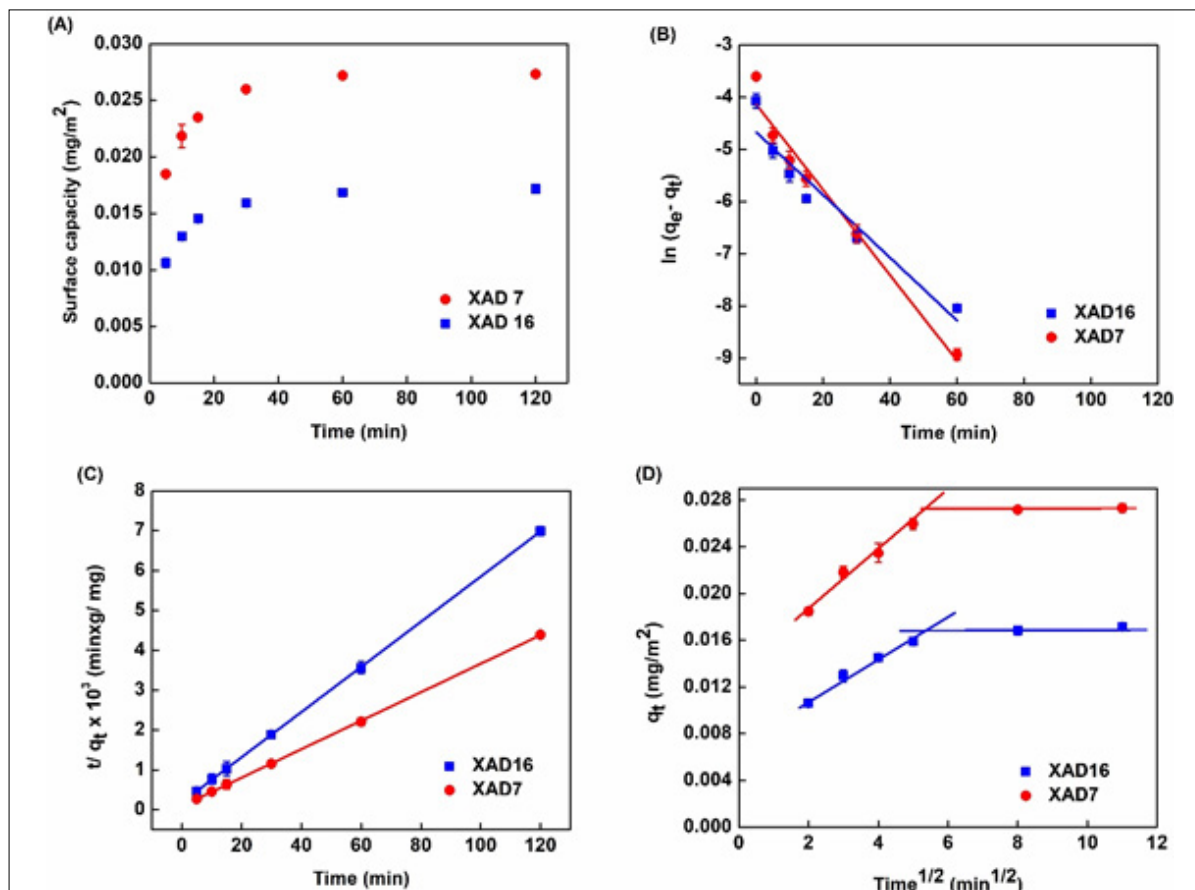 (A)
0.030
0.025
0.020
0.015
0.010
0.005
0.000
Surface capacity (mg/m²)
XAD 7
XAD 16
0 20 40 60 80 100 120
Time (min)
(B)
-3
-4
-5
-6
-7
-8
-9
ln (qₑ- qₜ)
XAD16
XAD7
0 20 40 60 80 100 120
Time (min)
(C)
8
7
6
5
4
3
2
1
0
t/ qₜ x 10³ (minxg/ mg)
XAD16
XAD7
0 20 40 60 80 100 120
Time (min)
(D)
0.028
0.024
0.020
0.016
0.012
0.008
0.004
0.000
qₜ (mg/m²)
XAD16
XAD7
0 2 4 6 8 10 12
Time¹/² (min¹/²)